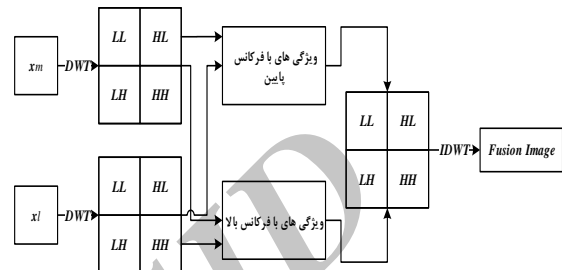 LL HL
LH HH
xm DWT
ویژگی های با فرکانس
پایین
LL HL
LH HH
IDWT Fusion Image
LL HL
LH HH
xl DWT
ویژگی های با فرکانس بالا